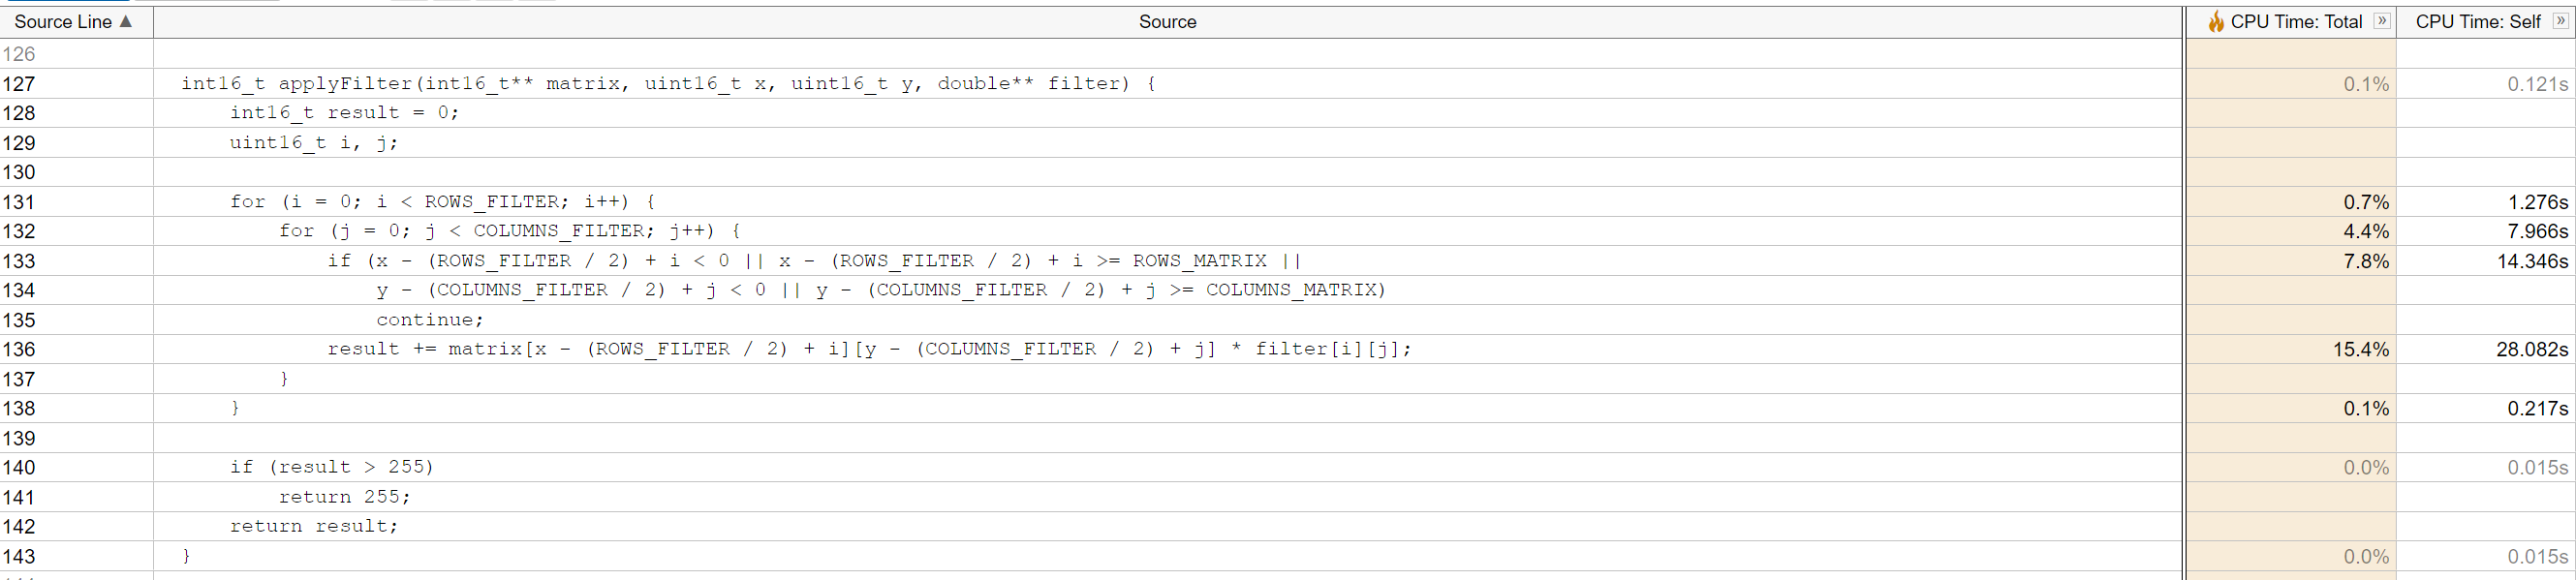 Source Line ▲ Source CPU Time: Total » CPU Time: Self »
126
127 int16_t applyFilter(int16_t** matrix, uint16_t x, uint16_t y, double** filter) { 0.1% 0.121s
128 int16_t result = 0;
129 uint16_t i, j;
130
131 for (i = 0; i < ROWS_FILTER; i++) { 0.7% 1.276s
132 for (j = 0; j < COLUMNS_FILTER; j++) { 4.4% 7.966s
133 if (x - (ROWS_FILTER / 2) + i < 0 || x - (ROWS_FILTER / 2) + i >= ROWS_MATRIX || 7.8% 14.346s
134 y - (COLUMNS_FILTER / 2) + j < 0 || y - (COLUMNS_FILTER / 2) + j >= COLUMNS_MATRIX)
135 continue;
136 result += matrix[x - (ROWS_FILTER / 2) + i][y - (COLUMNS_FILTER / 2) + j] * filter[i][j]; 15.4% 28.082s
137 }
138 } 0.1% 0.217s
139
140 if (result > 255) 0.0% 0.015s
141 return 255;
142 return result;
143 } 0.0% 0.015s